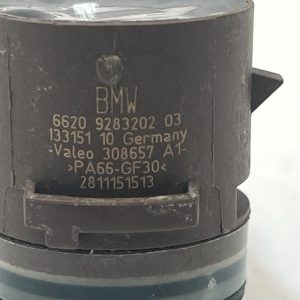 BMW
6620 9283202 03
133151 10 Germany
-Valeo 308657 A1-
>PA66-GF30<
2811151513